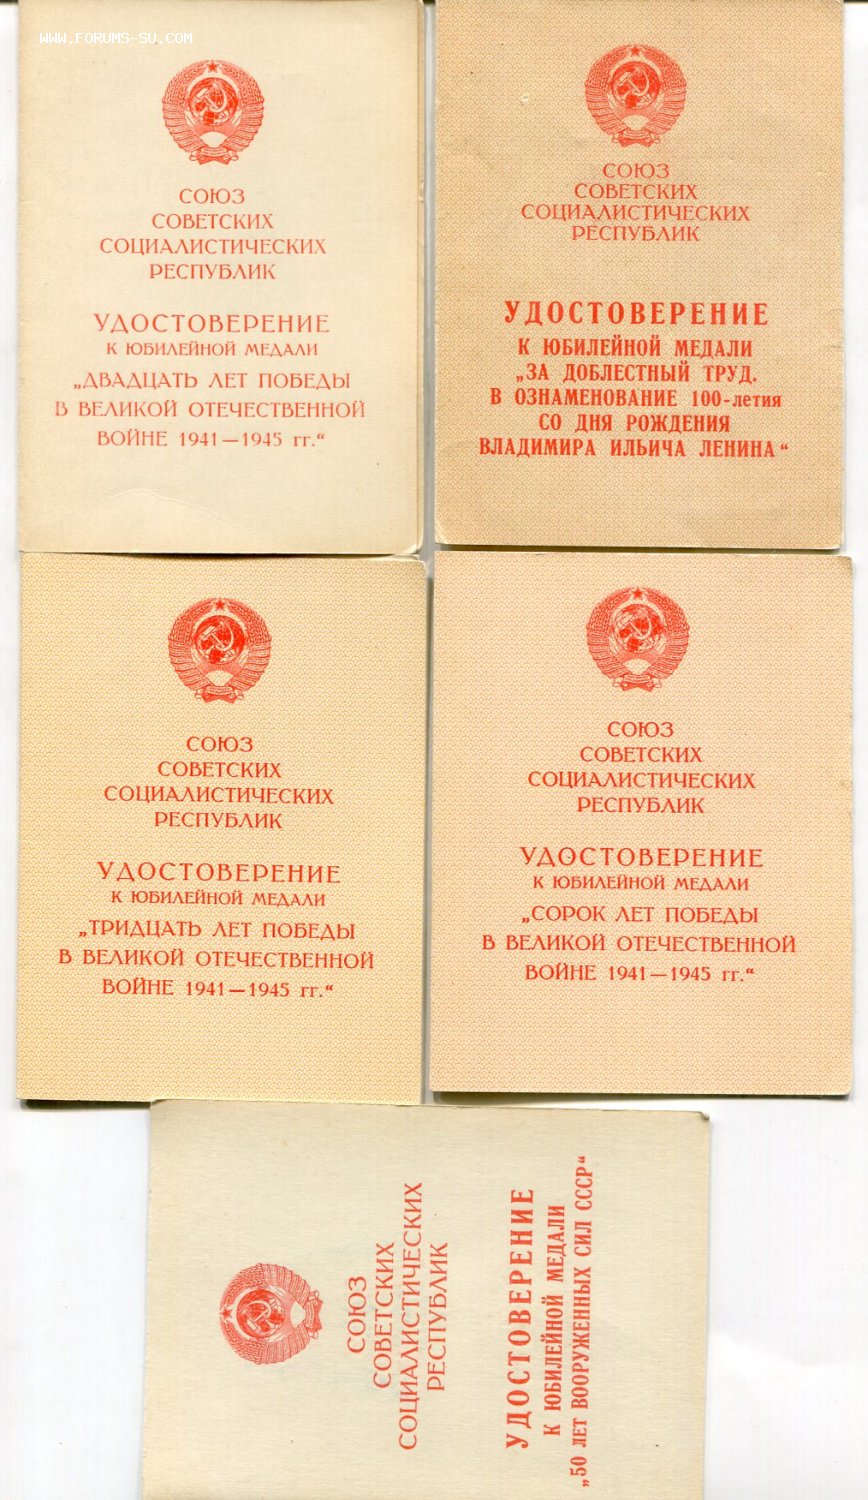 WWW.FORUMS-SU.COM
СОЮЗ
СОВЕТСКИХ
СОЦИАЛИСТИЧЕСКИХ
РЕСПУБЛИК
УДОСТОВЕРЕНИЕ
К ЮБИЛЕЙНОЙ МЕДАЛИ
„ДВАДЦАТЬ ЛЕТ ПОБЕДЫ
В ВЕЛИКОЙ ОТЕЧЕСТВЕННОЙ
ВОЙНЕ 1941—1945 гг.“
СОЮЗ
СОВЕТСКИХ
СОЦИАЛИСТИЧЕСКИХ
РЕСПУБЛИК
УДОСТОВЕРЕНИЕ
К ЮБИЛЕЙНОЙ МЕДАЛИ
„ЗА ДОБЛЕСТНЫЙ ТРУД.
В ОЗНАМЕНОВАНИЕ 100-летия
СО ДНЯ РОЖДЕНИЯ
ВЛАДИМИРА ИЛЬИЧА ЛЕНИНА“
СОЮЗ
СОВЕТСКИХ
СОЦИАЛИСТИЧЕСКИХ
РЕСПУБЛИК
УДОСТОВЕРЕНИЕ
К ЮБИЛЕЙНОЙ МЕДАЛИ
„ТРИДЦАТЬ ЛЕТ ПОБЕДЫ
В ВЕЛИКОЙ ОТЕЧЕСТВЕННОЙ
ВОЙНЕ 1941—1945 гг.“
СОЮЗ
СОВЕТСКИХ
СОЦИАЛИСТИЧЕСКИХ
РЕСПУБЛИК
УДОСТОВЕРЕНИЕ
К ЮБИЛЕЙНОЙ МЕДАЛИ
„СОРОК ЛЕТ ПОБЕДЫ
В ВЕЛИКОЙ ОТЕЧЕСТВЕННОЙ
ВОЙНЕ 1941—1945 гг.“
СОЮЗ
СОВЕТСКИХ
СОЦИАЛИСТИЧЕСКИХ
РЕСПУБЛИК
УДОСТОВЕРЕНИЕ
К ЮБИЛЕЙНОЙ МЕДАЛИ
„50 ЛЕТ ВООРУЖЕННЫХ СИЛ СССР“